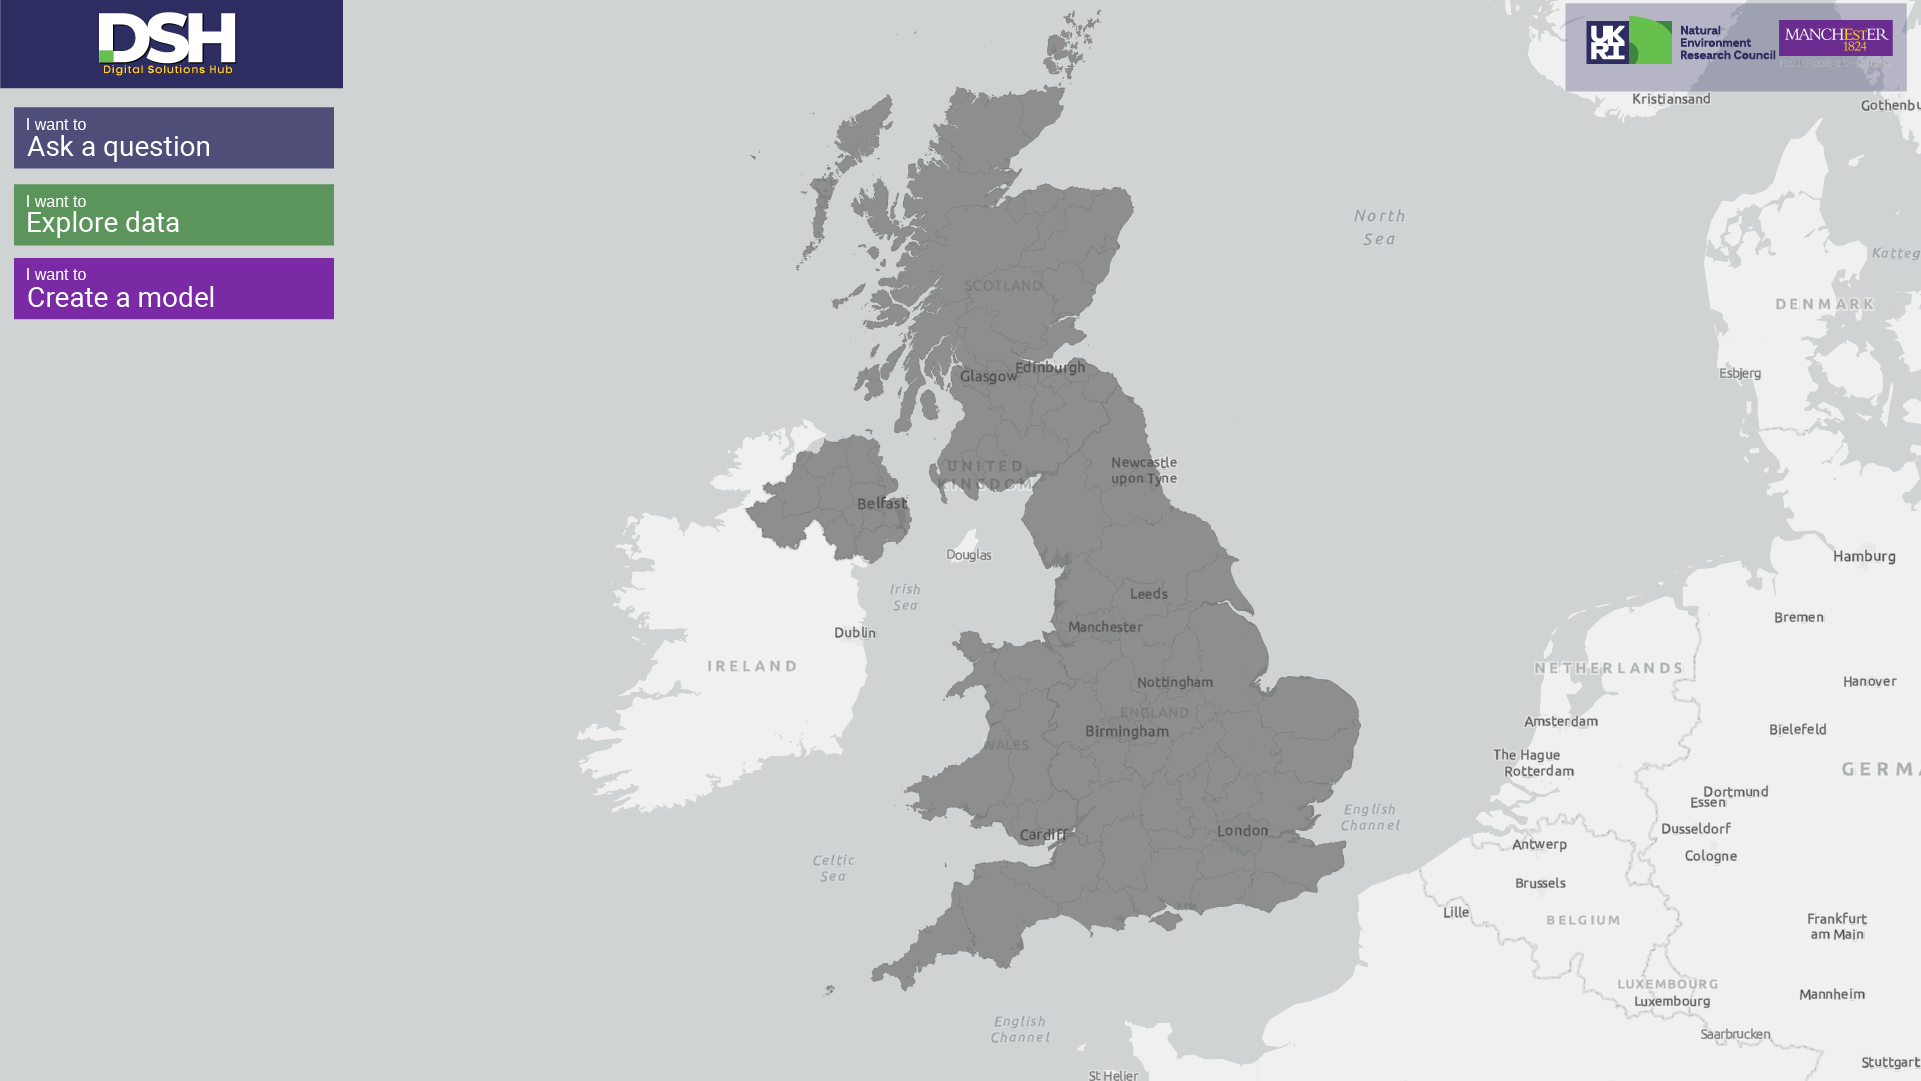 DSH
Digital Solutions Hub
I want to
Ask a question
I want to
Explore data
I want to
Create a model
UK
RI
Natural
Environment
Research Council
MANCHESTER
1824
Kristiansand
Gothenbu
North
Sea
Katteg
SCOTLAND
DENMARK
Edinburgh
Glasgow
Esbjerg
UNITED
KINGDOM
Newcastle
upon Tyne
Belfast
Douglas
Hamburg
Irish
Sea
Leeds
Manchester
Bremen
Dublin
IRELAND
NETHERLANDS
Nottingham
Hanover
ENGLAND
Birmingham
Amsterdam
Bielefeld
WALES
The Hague
Rotterdam
GERMA
Dortmund
Essen
English
Channel
Cardiff
London
Dusseldorf
Antwerp
Cologne
Celtic
Sea
Brussels
Lille
BELGIUM
Frankfurt
am Main
LUXEMBOURG
Luxembourg
Mannheim
English
Channel
Saarbrucken
Stuttgart
St Helier